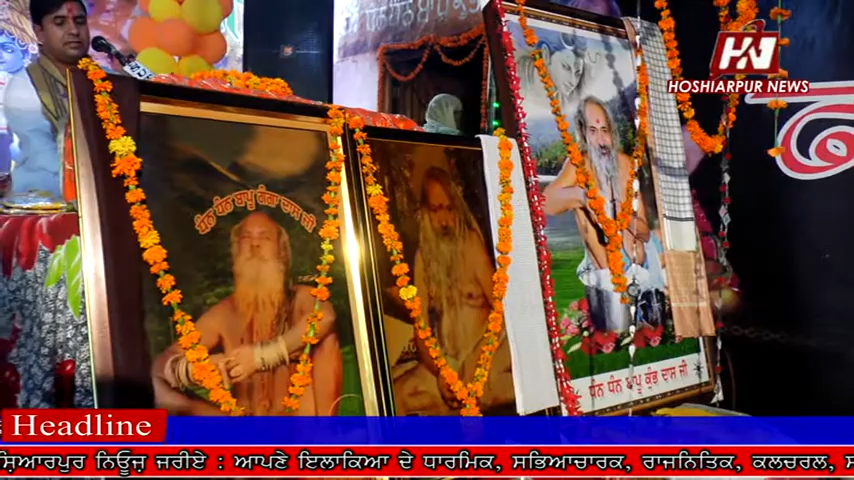 HN
HOSHIARPUR NEWS
ਧੰਨ ਧੰਨ ਬਾਪੂ ਗੰਗਾ ਦਾਸ ਜੀ
ਧੰਨ ਧੰਨ ਬਾਪੂ ਕੁੰਭ ਦਾਸ ਜੀ
Headline
ਸ਼ਿਆਰਪੁਰ ਨਿਊਜ਼ ਜਰੀਏ : ਆਪਣੇ ਇਲਾਕਿਆ ਦੇ ਧਾਰਮਿਕ, ਸਭਿਆਚਾਰਕ, ਰਾਜਨਿਤਿਕ, ਕਲਚਰਲ,